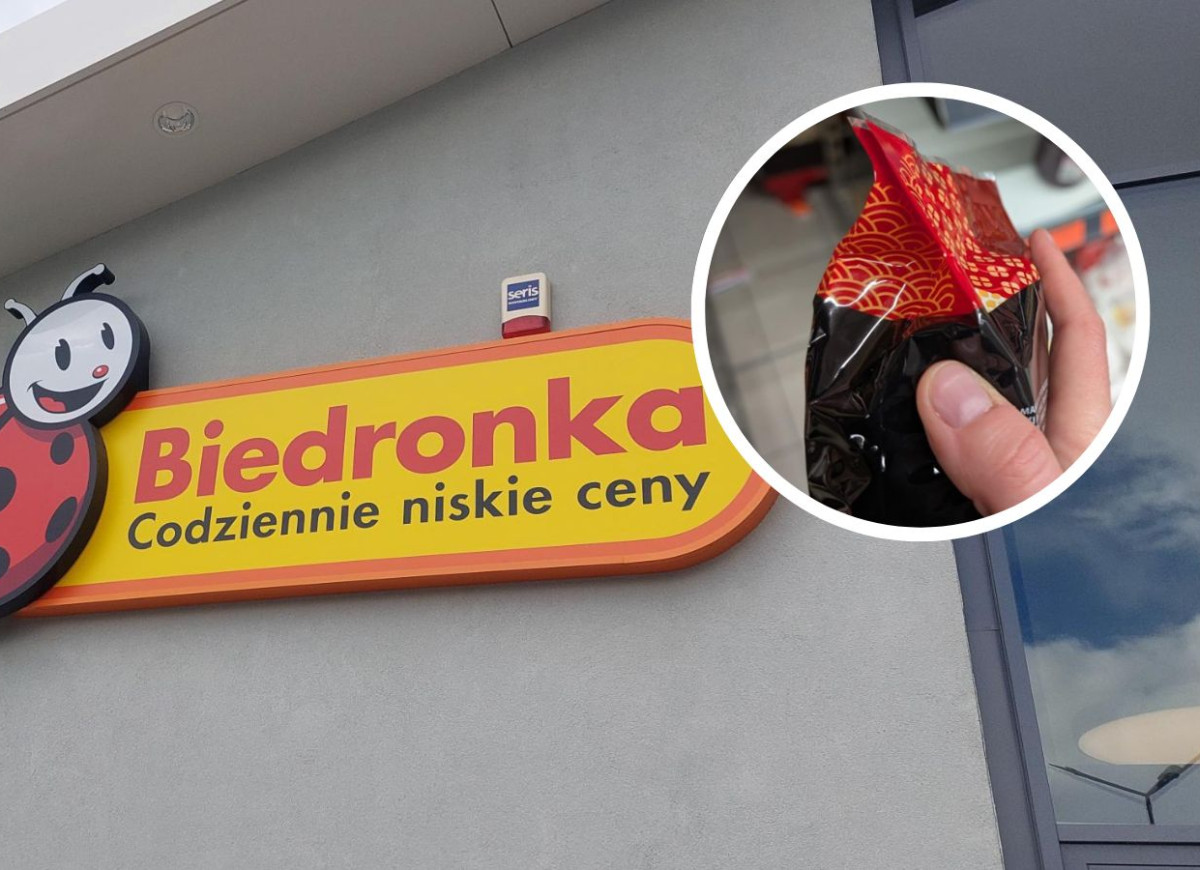 seris
Biedronka
Codziennie niskie ceny